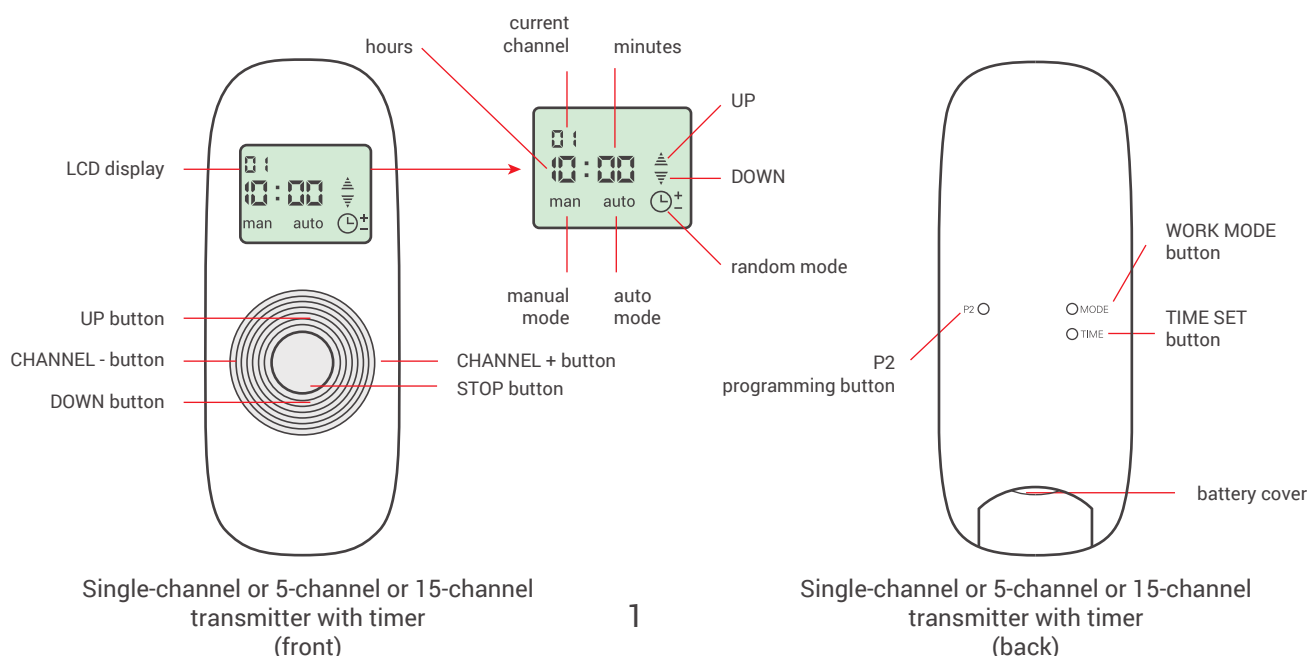 current
channel
hours
minutes
UP
01
10:00
man auto + −
DOWN
LCD display
01
10:00
man auto + −
random mode
manual
mode
auto
mode
UP button
CHANNEL - button
DOWN button
CHANNEL + button
STOP button
WORK MODE
button
P2
MODE
TIME
TIME SET
button
P2
programming button
battery cover
Single-channel or 5-channel or 15-channel
transmitter with timer
(front)
1
Single-channel or 5-channel or 15-channel
transmitter with timer
(back)